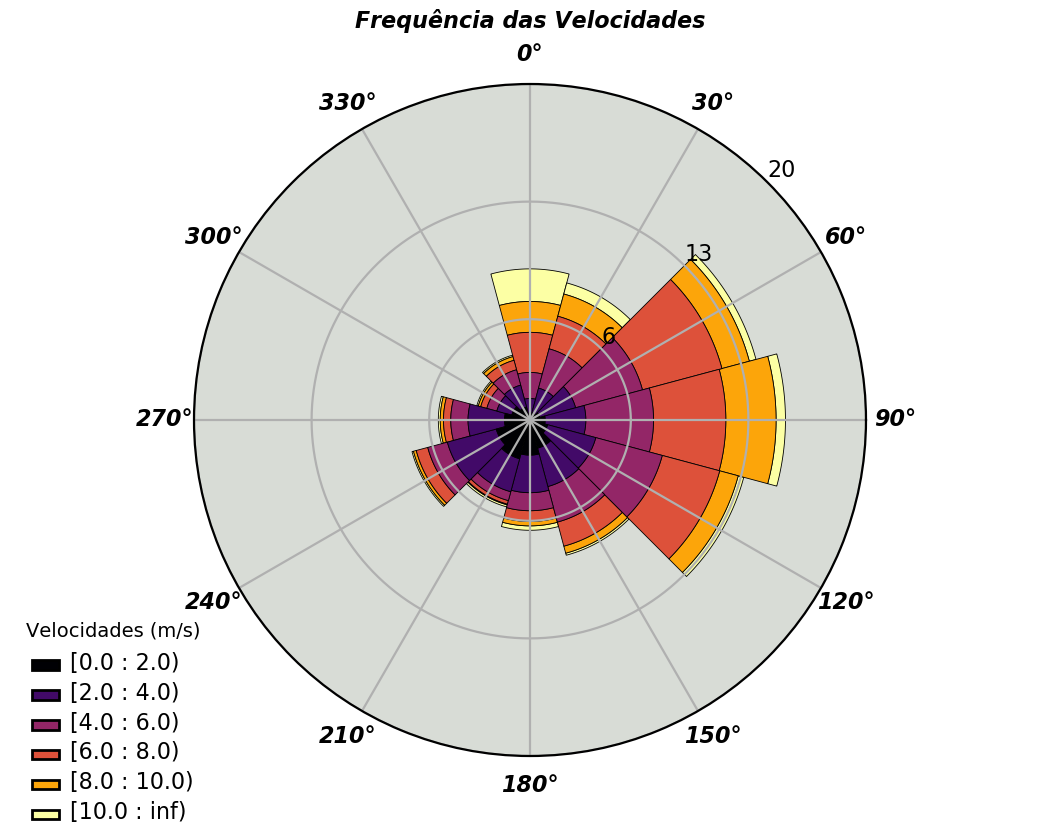 Frequência das Velocidades
0°
330°
30°
20
300°
60°
13
6
270°
90°
240°
120°
210°
150°
180°
Velocidades (m/s)
[0.0 : 2.0)
[2.0 : 4.0)
[4.0 : 6.0)
[6.0 : 8.0)
[8.0 : 10.0)
[10.0 : inf)